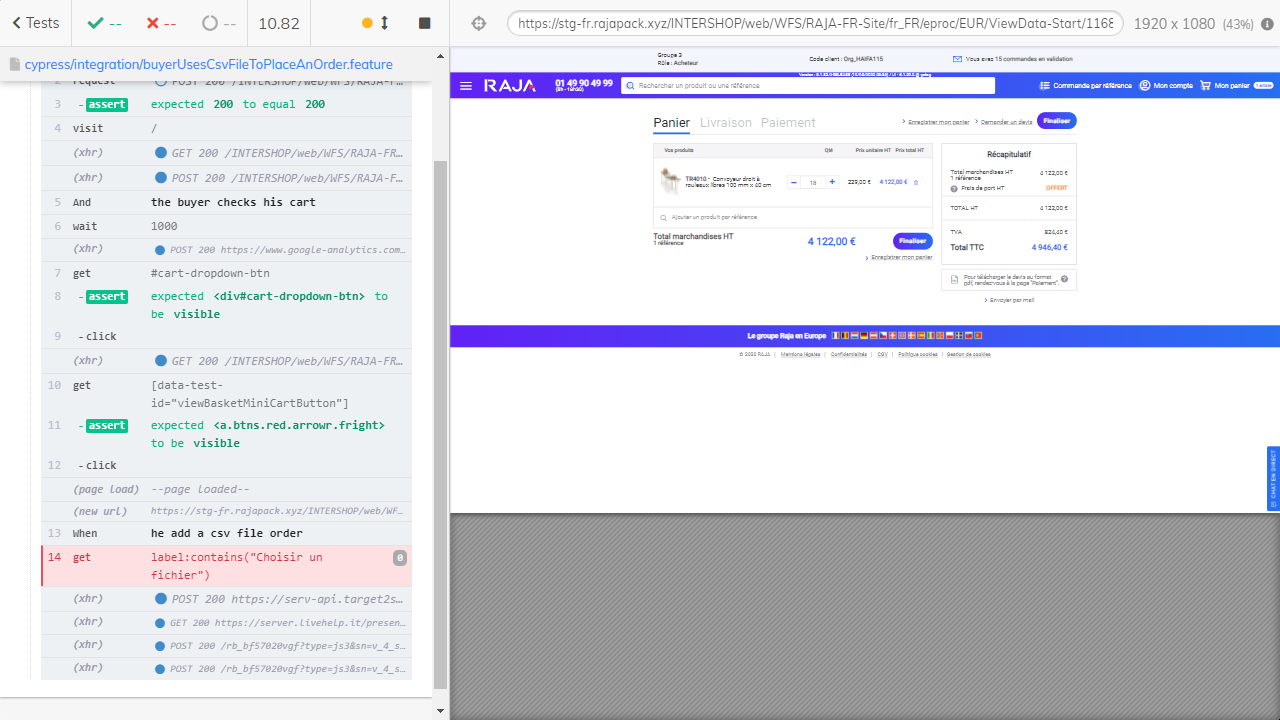 Tests
--
--
--
10.82
https://stg-fr.rajapack.xyz/INTERSHOP/web/WFS/RAJA-FR-Site/fr_FR/eproc/EUR/ViewData-Start/1168
1920 x 1080 (43%)
cypress/integration/buyerUsesCsvFileToPlaceAnOrder.feature
2 request
3 - assert expected 200 to equal 200
4 visit /
(xhr) GET 200 /INTERSHOP/web/WFS/RAJA-FR…
(xhr) POST 200 /INTERSHOP/web/WFS/RAJA-F…
5 And the buyer checks his cart
6 wait 1000
(xhr) POST 200 https://www.google-analytics.com…
7 get #cart-down-btn
8 - assert expected <div#cart-dropdown-btn> to
be visible
9 - click
(xhr) GET 200 /INTERSHOP/web/WFS/RAJA-FR…
10 get [data-test-
id="viewBasketMiniCartButton"]
11 - assert expected <a.btns.red.arrowr.fright>
to be visible
12 - click
(page load) --page loaded--
(new url) https://stg-fr.rajapack.xyz/INTERSHOP/web/WF…
13 When he add a csv file order
14 get label:contains("Choisir un
fichier") 0
(xhr) POST 200 https://serv-api.target2s…
(xhr) GET 200 https://server.livehelp.it/presen…
(xhr) POST 200 /rb_bf57020vgf?type=js3&sn=v_4_s…
(xhr) POST 200 /rb_bf57020vgf?type=js3&sn=v_4_s…
Groupe 3
Rôle : Acheteur
Code client : Org_HAIFA115
Vous avez 15 commandes en validation
RAJA
01 49 90 49 99
(8h - 18h30)
Rechercher un produit ou une référence
Commande par référence
Mon compte
Mon panier
Panier Livraison Paiement
Enregistrer mon panier
Demander un devis
Finaliser
Vos produits Qté Prix unitaire HT Prix total HT
TR4010 - Convoyeur droit à
rouleaux libres 100 mm x 40 cm
− 18 + 229,00 € 4 122,00 €
Ajouter un produit par référence
Total marchandises HT
1 référence
4 122,00 €
Finaliser
Enregistrer mon panier
Récapitulatif
Total marchandises HT 4 122,00 €
1 référence
Frais de port HT OFFERT
TOTAL HT 4 122,00 €
TVA 824,40 €
Total TTC 4 946,40 €
Pour télécharger le devis au format
pdf, rendez-vous à la page "Paiement".
Envoyer par mail
Le groupe Raja en Europe
© 2020 RAJA | Mentions légales | Confidentialités | CGV | Politique cookies | Gestion de cookies
CHAT EN DIRECT